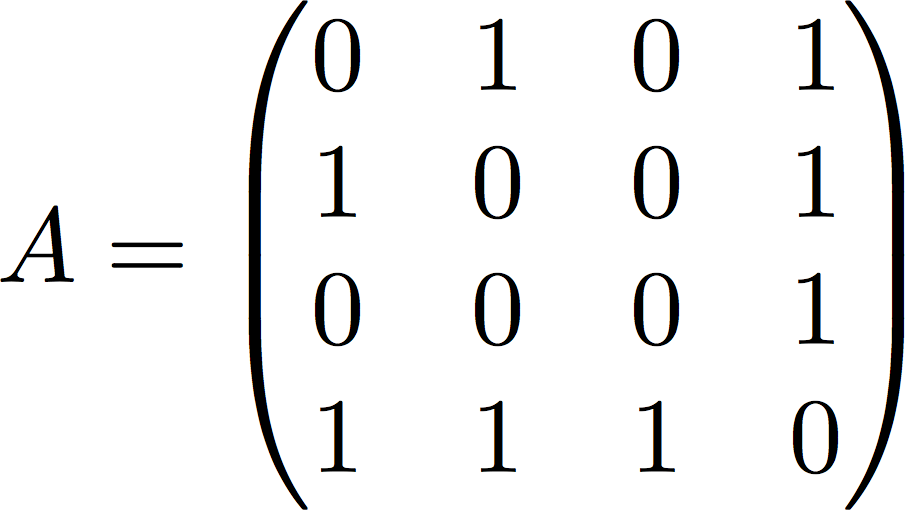 0 1 0 1
1 0 0 1
A =
0 0 0 1
1 1 1 0